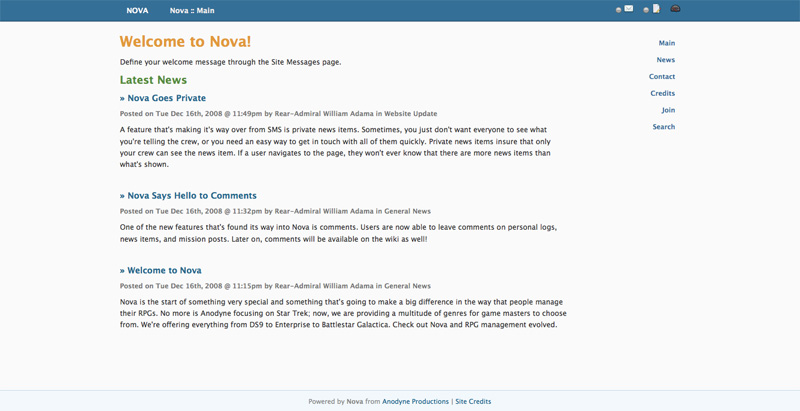 NOVA Nova :: Main
Welcome to Nova!
Define your welcome message through the Site Messages page.
Latest News
» Nova Goes Private
Posted on Tue Dec 16th, 2008 @ 11:49pm by Rear-Admiral William Adama in Website Update
A feature that's making it's way over from SMS is private news items. Sometimes, you just don't want everyone to see what
you're telling the crew, or you need an easy way to get in touch with all of them quickly. Private news items insure that only
your crew can see the news item. If a user navigates to the page, they won't ever know that there are more news items than
what's shown.
» Nova Says Hello to Comments
Posted on Tue Dec 16th, 2008 @ 11:32pm by Rear-Admiral William Adama in General News
One of the new features that's found its way into Nova is comments. Users are now able to leave comments on personal logs,
news items, and mission posts. Later on, comments will be available on the wiki as well!
» Welcome to Nova
Posted on Tue Dec 16th, 2008 @ 11:15pm by Rear-Admiral William Adama in General News
Nova is the start of something very special and something that's going to make a big difference in the way that people manage
their RPGs. No more is Anodyne focusing on Star Trek; now, we are providing a multitude of genres for game masters to choose
from. We're offering everything from DS9 to Enterprise to Battlestar Galactica. Check out Nova and RPG management evolved.
Main
News
Contact
Credits
Join
Search
Powered by Nova from Anodyne Productions | Site Credits